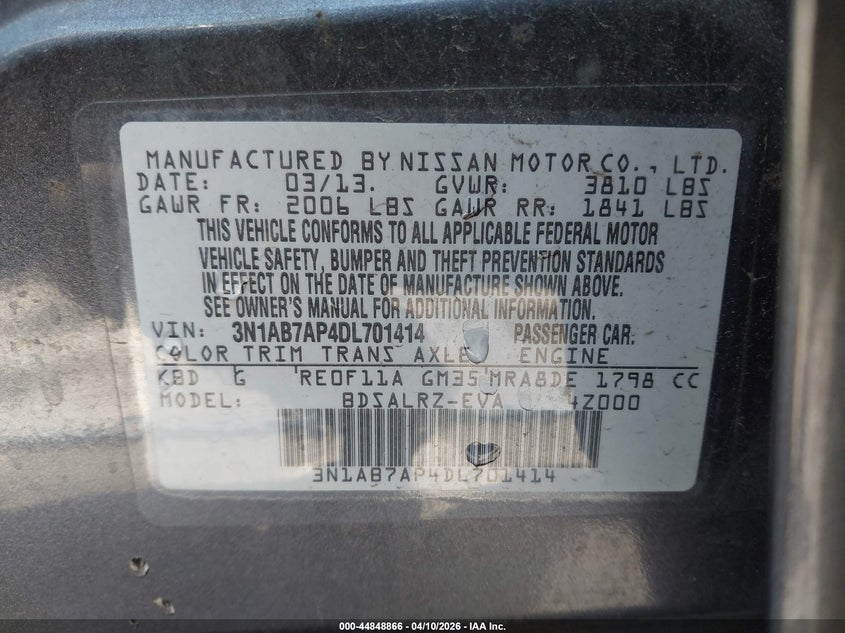 MANUFACTURED BY NISSAN MOTOR CO., LTD.
DATE: 03/13. GVWR: 3810 LBS
GAWR FR: 2006 LBS GAWR RR: 1841 LBS
THIS VEHICLE CONFORMS TO ALL APPLICABLE FEDERAL MOTOR
VEHICLE SAFETY, BUMPER AND THEFT PREVENTION STANDARDS
IN EFFECT ON THE DATE OF MANUFACTURE SHOWN ABOVE.
SEE OWNER'S MANUAL FOR ADDITIONAL INFORMATION.
VIN: 3N1AB7AP4DL701414 PASSENGER CAR.
COLOR TRIM TRANS AXLE ENGINE
KBD G RE0F11A GM35 MRA8DE 1798 CC
MODEL: BDSALRZ-EVA 4Z000
3N1AB7AP4DL701414
000-44848866 - 04/10/2026 - IAA Inc.